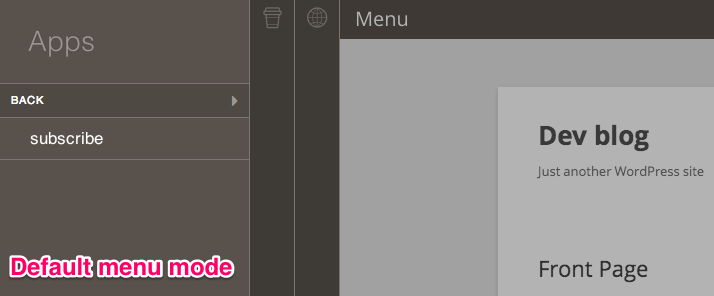 Apps
BACK
subscribe
Default menu mode
Menu
Dev blog
Just another WordPress site
Front Page